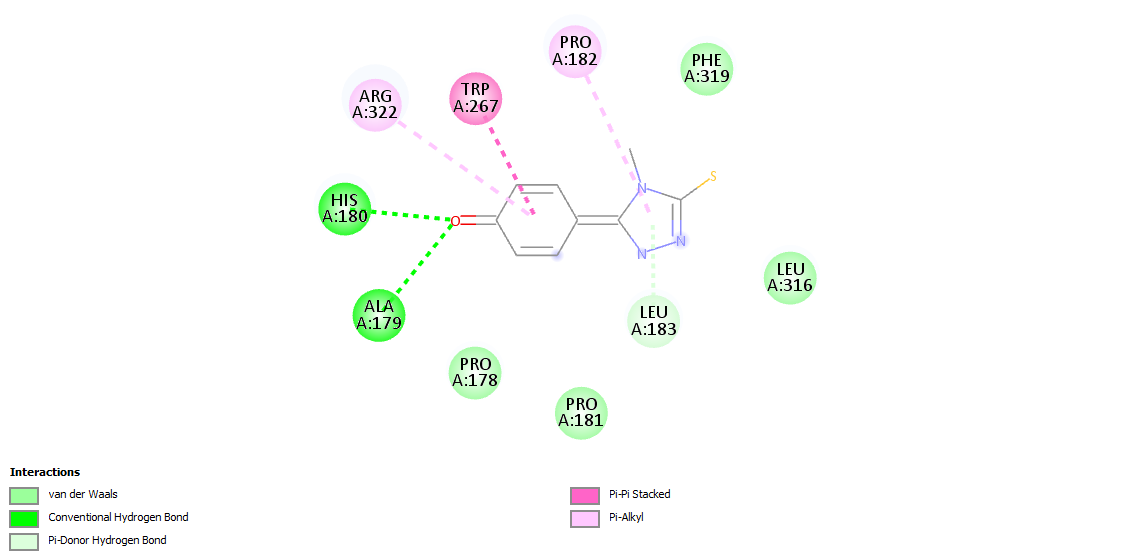 PRO
A:182
PHE
A:319
ARG
A:322
TRP
A:267
S
N
HIS
A:180
O
N
N
LEU
A:316
ALA
A:179
LEU
A:183
PRO
A:178
PRO
A:181
Interactions
van der Waals
Conventional Hydrogen Bond
Pi-Donor Hydrogen Bond
Pi-Pi Stacked
Pi-Alkyl